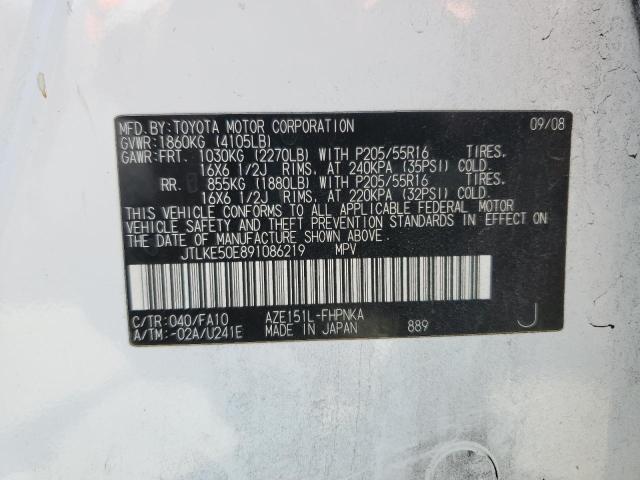 MFD.BY:TOYOTA MOTOR CORPORATION 09/08
GVWR:1860KG (4105LB)
GAWR:FRT. 1030KG (2270LB) WITH P205/55R16 TIRES,
16X6 1/2J RIMS, AT 240KPA (35PSI) COLD.
RR. 855KG (1880LB) WITH P205/55R16 TIRES,
16X6 1/2J RIMS, AT 220KPA (32PSI) COLD.
THIS VEHICLE CONFORMS TO ALL APPLICABLE FEDERAL MOTOR
VEHICLE SAFETY AND THEFT PREVENTION STANDARDS IN EFFECT ON
THE DATE OF MANUFACTURE SHOWN ABOVE.
JTLKE50E891086219 MPV
C/TR:040/FA10 AZE151L-FHPNKA
A/TM:-02A/U241E MADE IN JAPAN 889 J